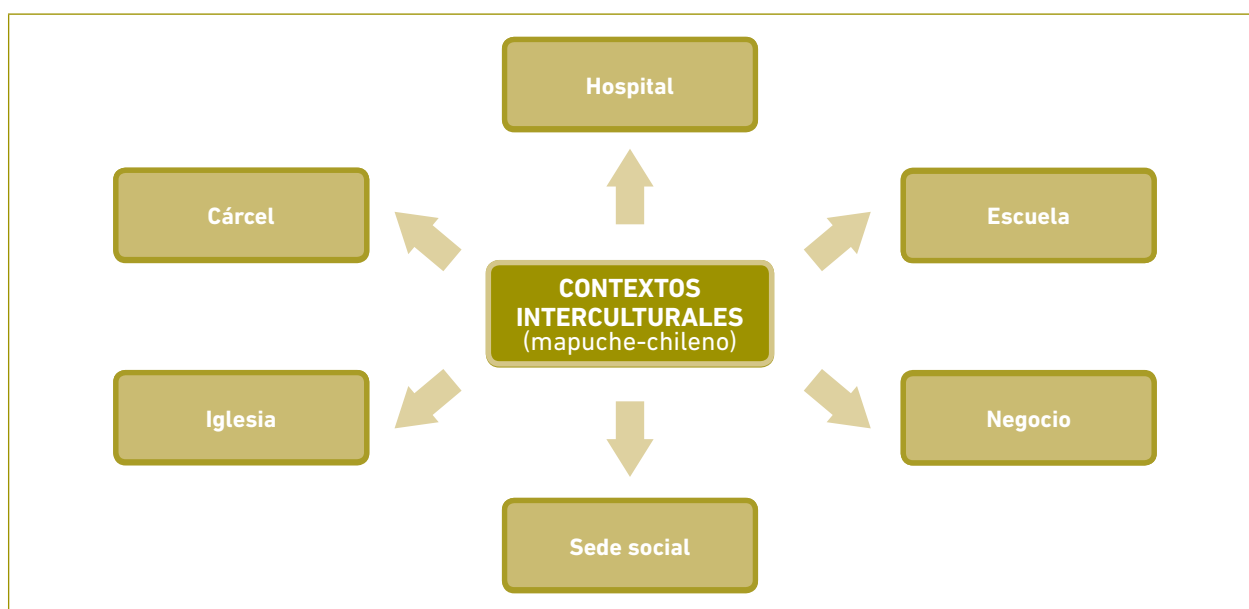 Hospital
Cárcel
Escuela
CONTEXTOS
INTERCULTURALES
(mapuche-chileno)
Iglesia
Negocio
Sede social